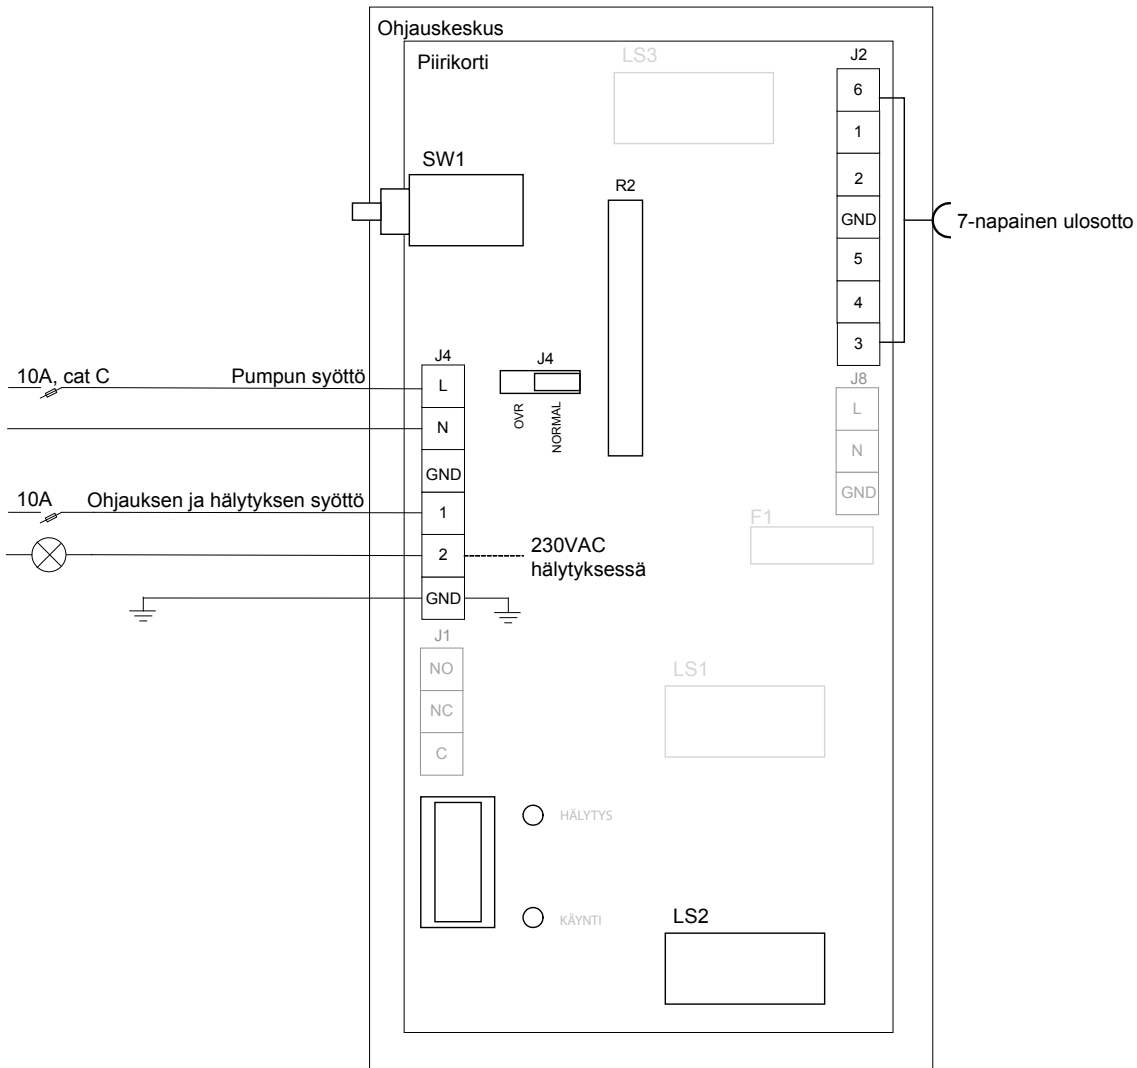 Ohjauskeskus
Piirikorti
LS3
J2
6
1
2
GND
5
4
3
7-napainen ulosotto
SW1
R2
J4
L
N
GND
1
2
GND
10A, cat C
Pumpun syöttö
10A
Ohjauksen ja hälytyksen syöttö
J4
OVR
NORMAL
J8
L
N
GND
F1
230VAC
hälytyksessä
J1
NO
NC
C
LS1
HÄLYTYS
KÄYNTI
LS2